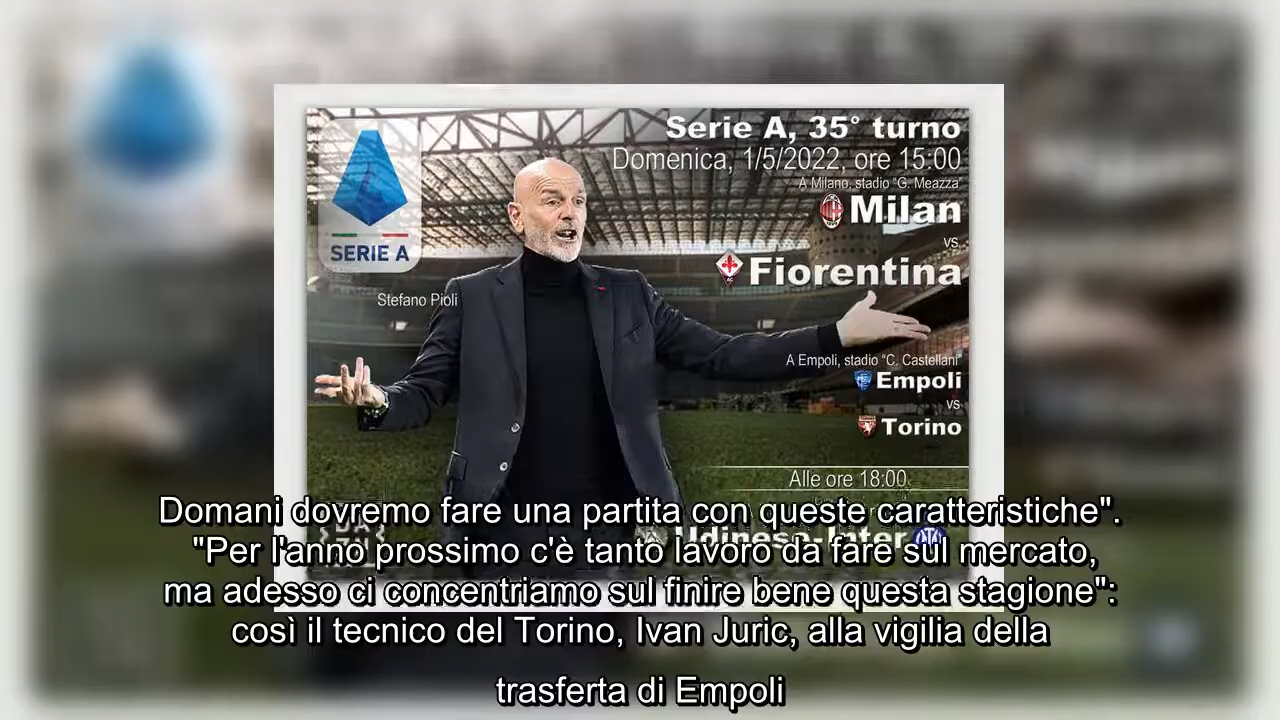 Serie A, 35° turno
Domenica, 1/5/2022, ore 15:00
A Milano, stadio "G. Meazza"
Milan
vs
Fiorentina
SERIE A
Stefano Pioli
A Empoli, stadio "C. Castellani"
Empoli
vs
Torino
Alle ore 18:00
Udinese-Inter
Domani dovremo fare una partita con queste caratteristiche".
"Per l'anno prossimo c'è tanto lavoro da fare sul mercato,
ma adesso ci concentriamo sul finire bene questa stagione":
così il tecnico del Torino, Ivan Juric, alla vigilia della
trasferta di Empoli